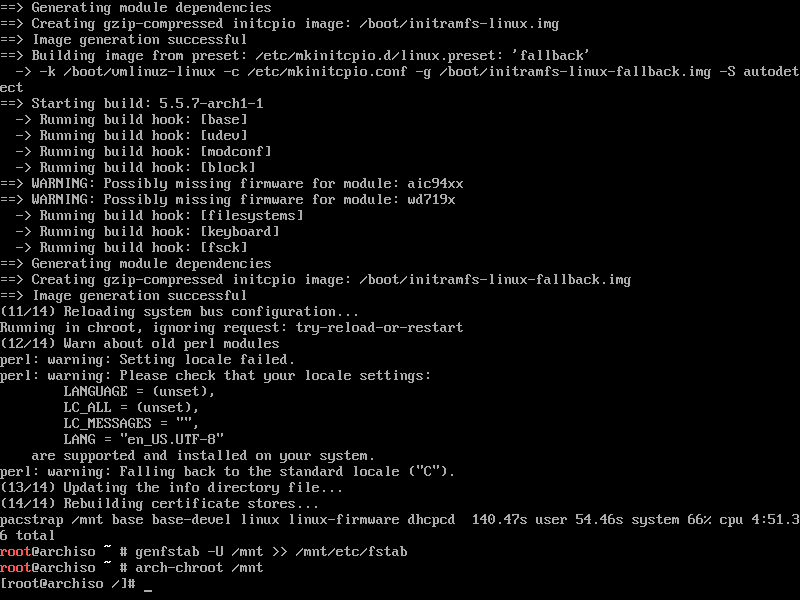 ==> Generating module dependencies
==> Creating gzip-compressed initcpio image: /boot/initramfs-linux.img
==> Image generation successful
==> Building image from preset: /etc/mkinitcpio.d/linux.preset: 'fallback'
  -> -k /boot/vmlinuz-linux -c /etc/mkinitcpio.conf -g /boot/initramfs-linux-fallback.img -S autodet
ect
==> Starting build: 5.5.7-arch1-1
  -> Running build hook: [base]
  -> Running build hook: [udev]
  -> Running build hook: [modconf]
  -> Running build hook: [block]
==> WARNING: Possibly missing firmware for module: aic94xx
==> WARNING: Possibly missing firmware for module: wd719x
  -> Running build hook: [filesystems]
  -> Running build hook: [keyboard]
  -> Running build hook: [fsck]
==> Generating module dependencies
==> Creating gzip-compressed initcpio image: /boot/initramfs-linux-fallback.img
==> Image generation successful
(11/14) Reloading system bus configuration...
Running in chroot, ignoring request: try-reload-or-restart
(12/14) Warn about old perl modules
perl: warning: Setting locale failed.
perl: warning: Please check that your locale settings:
        LANGUAGE = (unset),
        LC_ALL = (unset),
        LC_MESSAGES = "",
        LANG = "en_US.UTF-8"
    are supported and installed on your system.
perl: warning: Falling back to the standard locale ("C").
(13/14) Updating the info directory file...
(14/14) Rebuilding certificate stores...
pacstrap /mnt base base-devel linux linux-firmware dhcpcd  140.47s user 54.46s system 66% cpu 4:51.3
6 total
root@archiso ~ # genfstab -U /mnt >> /mnt/etc/fstab
root@archiso ~ # arch-chroot /mnt
[root@archiso /]# _